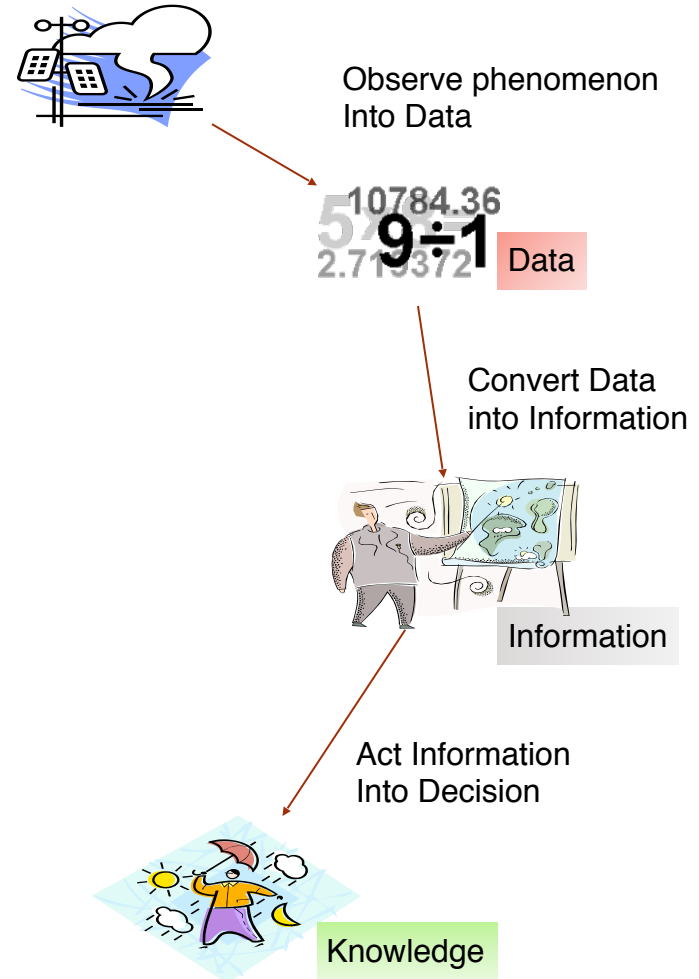 Observe phenomenon
Into Data
10784.36
9÷1
Data
Convert Data
into Information
Information
Act Information
Into Decision
Knowledge